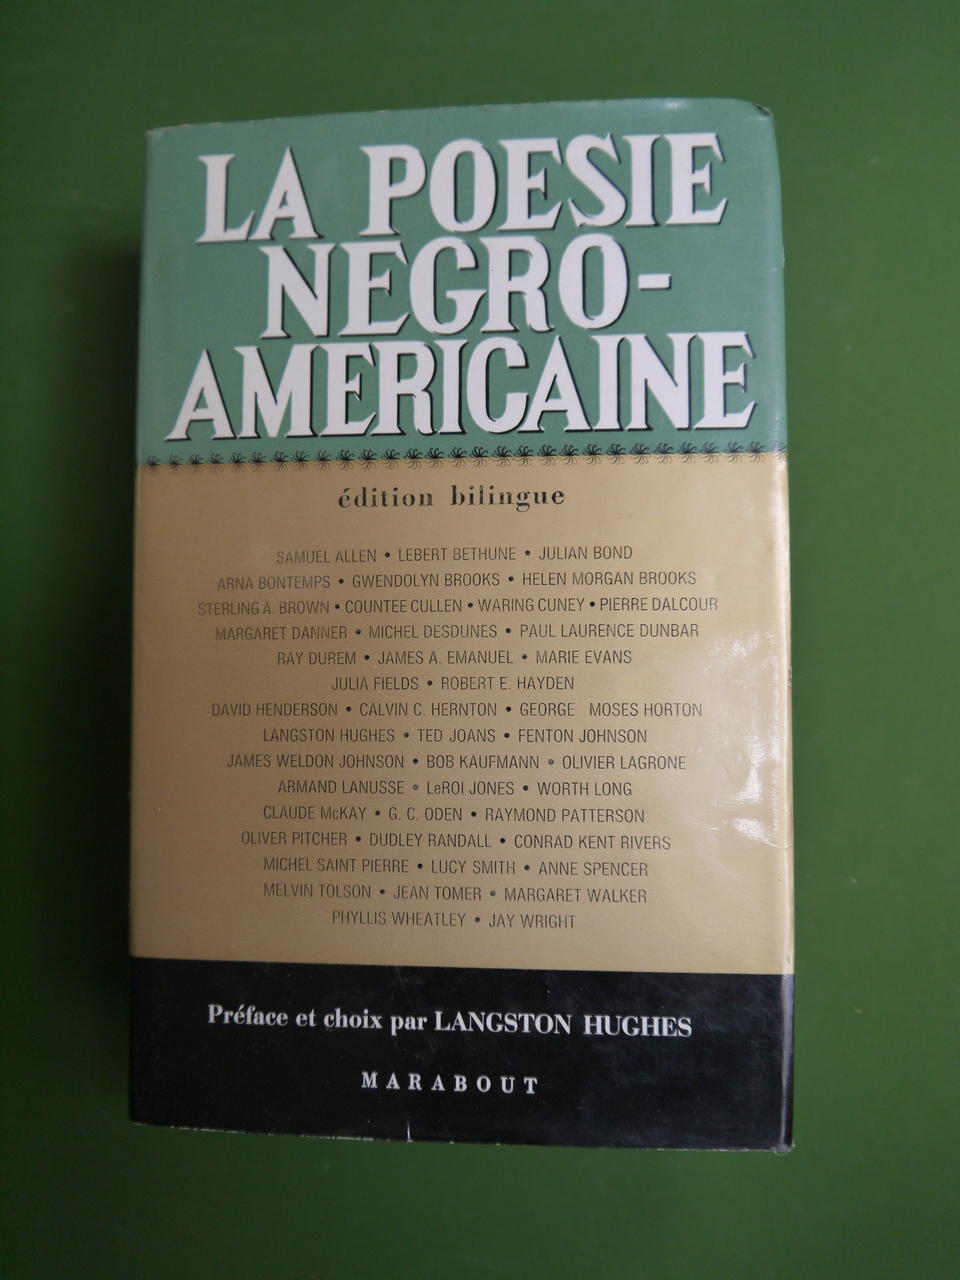 LA POESIE
NEGRO-
AMERICAINE
édition bilingue
SAMUEL ALLEN • LEBERT BETHUNE • JULIAN BOND
ARNA BONTEMPS • GWENDOLYN BROOKS • HELEN MORGAN BROOKS
STERLING A. BROWN • COUNTEE CULLEN • WARING CUNEY • PIERRE DALCOUR
MARGARET DANNER • MICHEL DESDUNES • PAUL LAURENCE DUNBAR
RAY DUREM • JAMES A. EMANUEL • MARIE EVANS
JULIA FIELDS • ROBERT E. HAYDEN
DAVID HENDERSON • CALVIN C. HERNTON • GEORGE MOSES HORTON
LANGSTON HUGHES • TED JOANS • FENTON JOHNSON
JAMES WELDON JOHNSON • BOB KAUFMANN • OLIVIER LAGRONE
ARMAND LANUSSE • LeROI JONES • WORTH LONG
CLAUDE McKAY • G. C. ODEN • RAYMOND PATTERSON
OLIVER PITCHER • DUDLEY RANDALL • CONRAD KENT RIVERS
MICHEL SAINT PIERRE • LUCY SMITH • ANNE SPENCER
MELVIN TOLSON • JEAN TOMER • MARGARET WALKER
PHYLLIS WHEATLEY • JAY WRIGHT
Préface et choix par LANGSTON HUGHES
MARABOUT